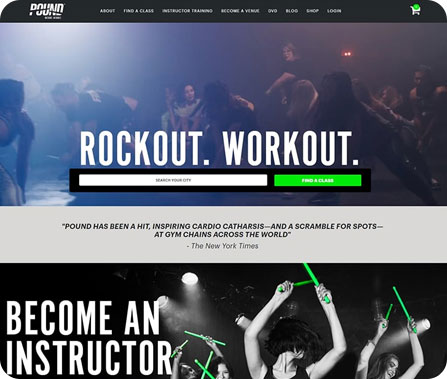 POUND
ABOUT FIND A CLASS INSTRUCTOR TRAINING BECOME A VENUE DVD BLOG SHOP LOGIN
ROCKOUT. WORKOUT.
SEARCH YOUR CITY FIND A CLASS
"POUND HAS BEEN A HIT, INSPIRING CARDIO CATHARSIS—AND A SCRAMBLE FOR SPOTS—
AT GYM CHAINS ACROSS THE WORLD"
- The New York Times
BECOME AN
INSTRUCTOR